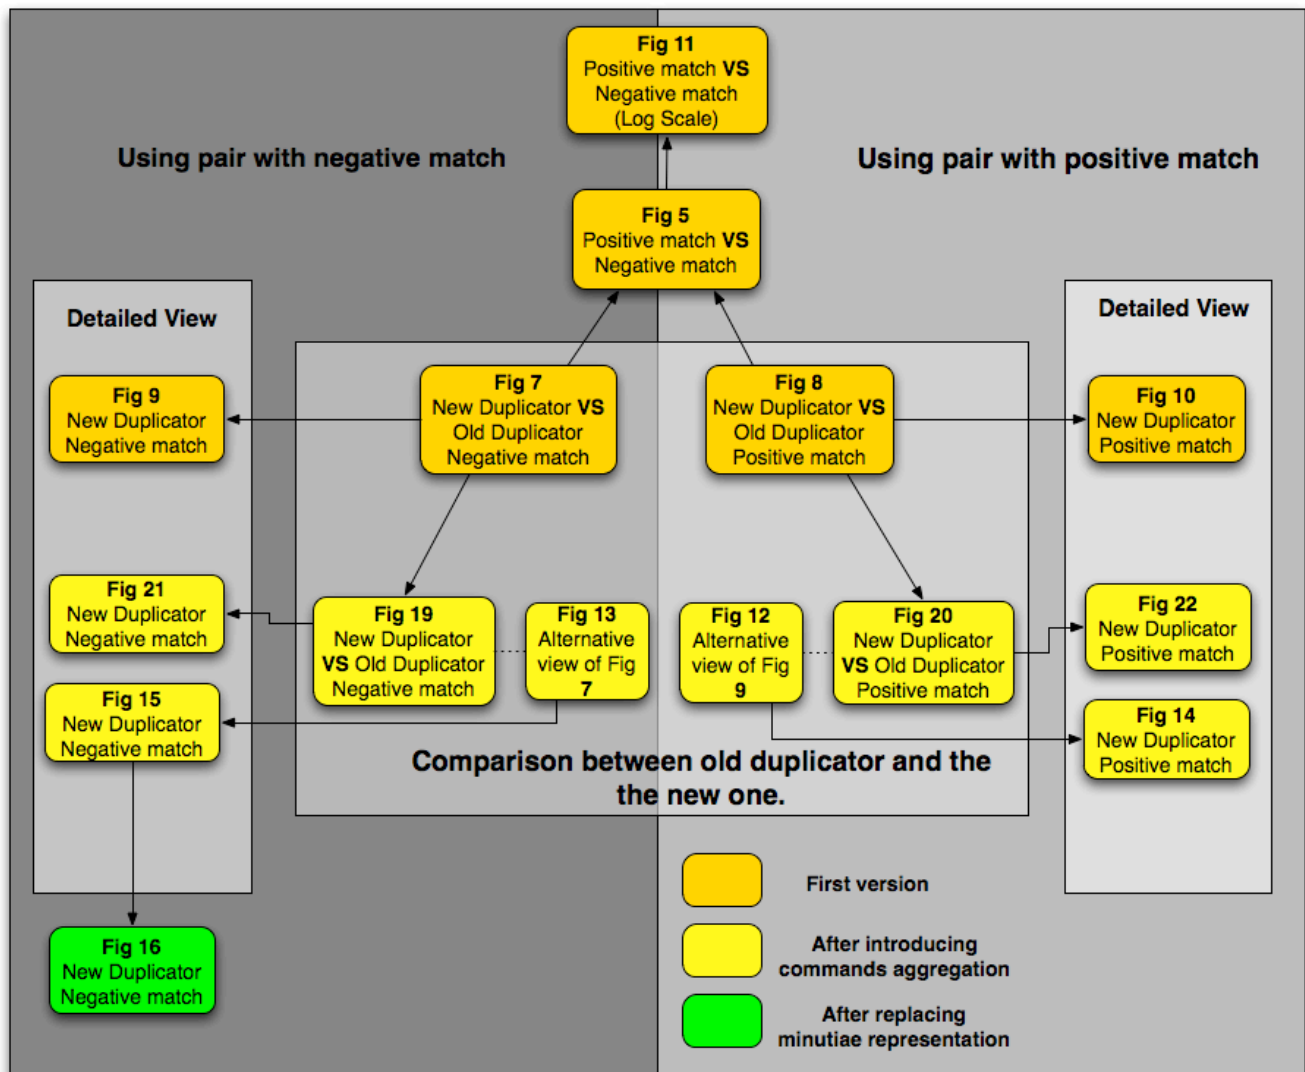 Fig 11
Positive match VS
Negative match
(Log Scale)
Using pair with negative match
Using pair with positive match
Fig 5
Positive match VS
Negative match
Detailed View
Detailed View
Fig 9
New Duplicator
Negative match
Fig 7
New Duplicator VS
Old Duplicator
Negative match
Fig 8
New Duplicator VS
Old Duplicator
Positive match
Fig 10
New Duplicator
Positive match
Fig 21
New Duplicator
Negative match
Fig 19
New Duplicator
VS Old Duplicator
Negative match
Fig 13
Alternative
view of Fig
7
Fig 12
Alternative
view of Fig
9
Fig 20
New Duplicator
VS Old Duplicator
Positive match
Fig 22
New Duplicator
Positive match
Fig 15
New Duplicator
Negative match
Fig 14
New Duplicator
Positive match
Comparison between old duplicator and the
the new one.
First version
After introducing
commands aggregation
Fig 16
New Duplicator
Negative match
After replacing
minutiae representation